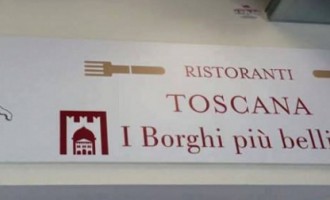 RISTORANTI
TOSCANA
I Borghi più belli